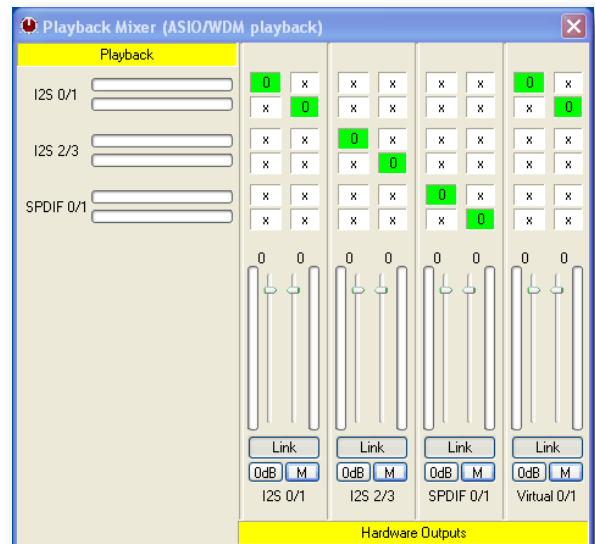 Playback Mixer (ASIO/WDM playback)
Playback
0 x x x x x 0 x
I2S 0/1
x 0 x x x x x 0
x x 0 x x x x x
I2S 2/3
x x x 0 x x x x
x x x x 0 x x x
SPDIF 0/1
x x x x x 0 x x
0 0 0 0 0 0 0 0
Link Link Link Link
0dB M 0dB M 0dB M 0dB M
I2S 0/1 I2S 2/3 SPDIF 0/1 Virtual 0/1
Hardware Outputs